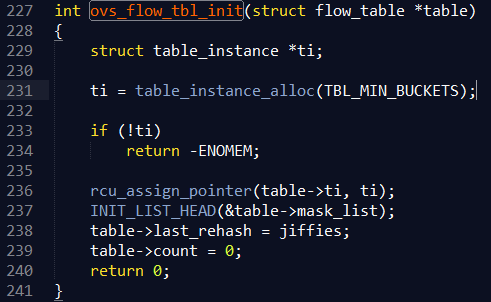 227 int ovs_flow_tbl_init(struct flow_table *table)
228 {
229     struct table_instance *ti;
230
231     ti = table_instance_alloc(TBL_MIN_BUCKETS);
232
233     if (!ti)
234         return -ENOMEM;
235
236     rcu_assign_pointer(table->ti, ti);
237     INIT_LIST_HEAD(&table->mask_list);
238     table->last_rehash = jiffies;
239     table->count = 0;
240     return 0;
241 }